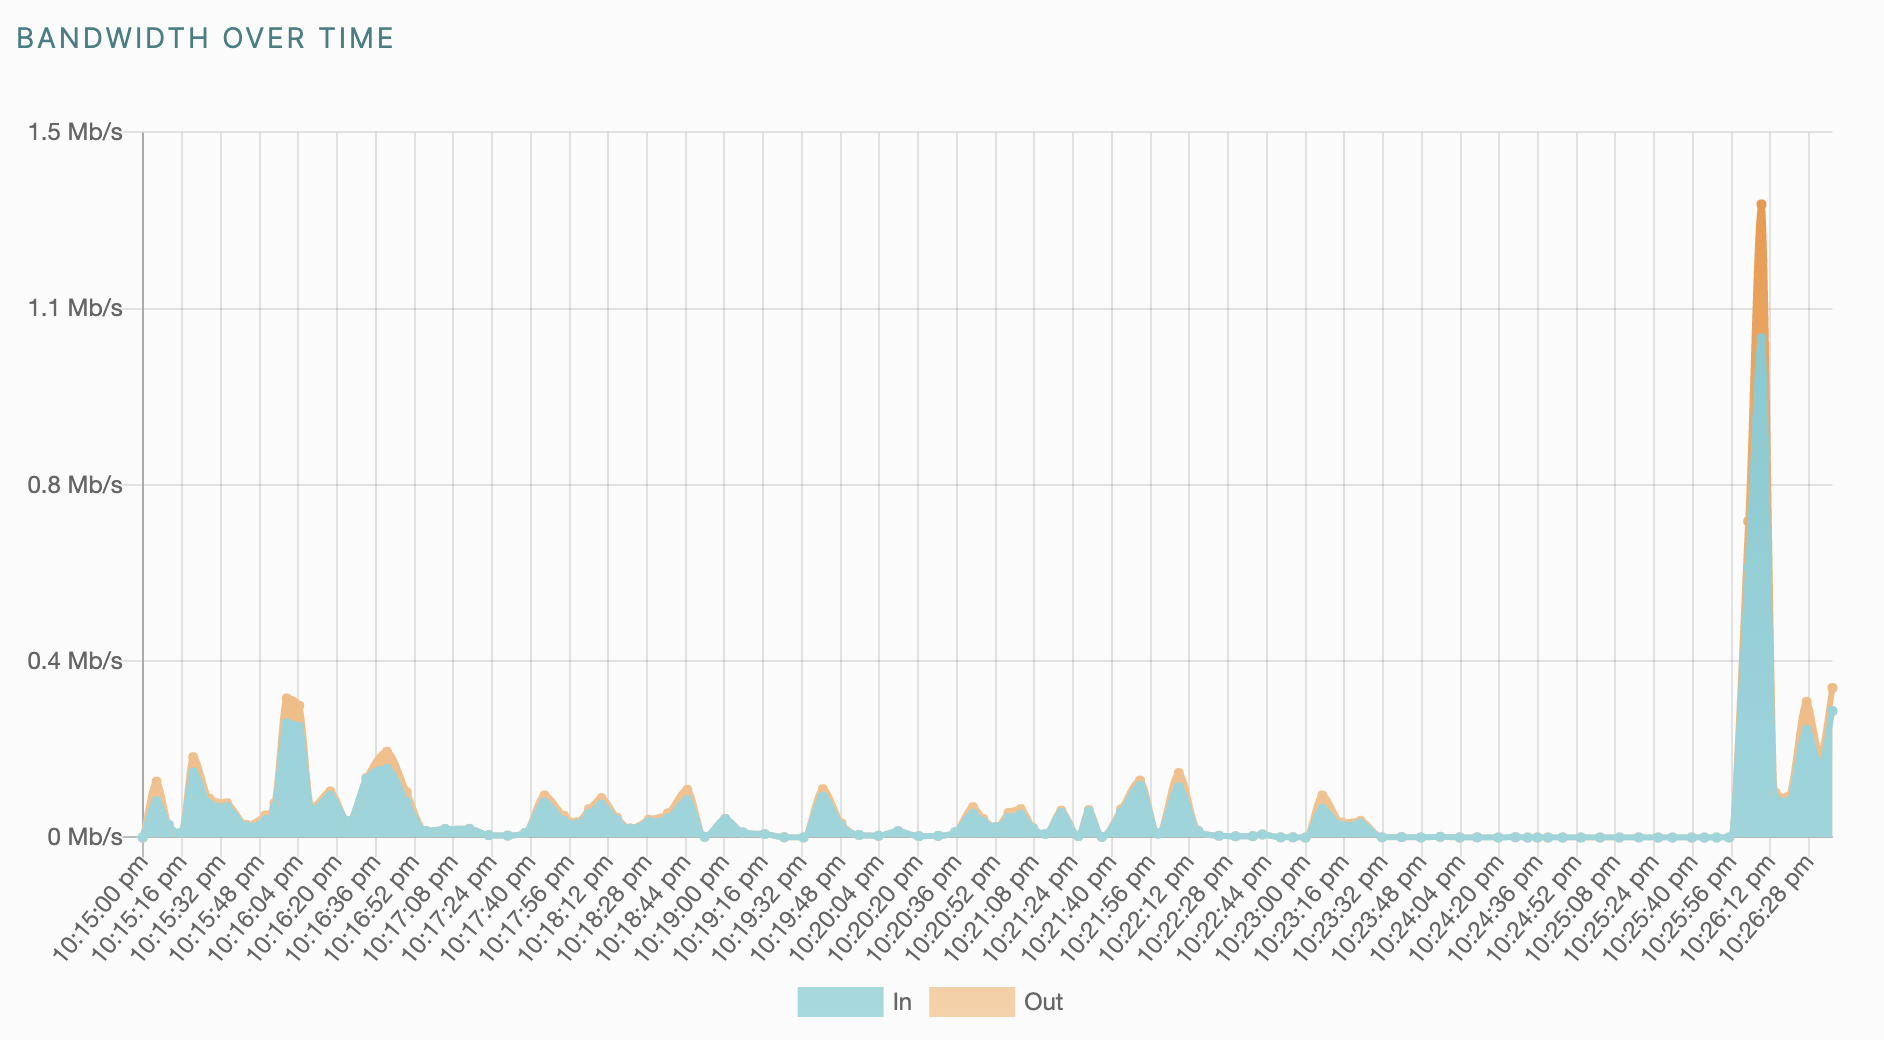 BANDWIDTH OVER TIME
1.5 Mb/s
1.1 Mb/s
0.8 Mb/s
0.4 Mb/s
0 Mb/s
10:15:00 pm
10:15:16 pm
10:15:32 pm
10:15:48 pm
10:16:04 pm
10:16:20 pm
10:16:36 pm
10:16:52 pm
10:17:08 pm
10:17:24 pm
10:17:40 pm
10:17:56 pm
10:18:12 pm
10:18:28 pm
10:18:44 pm
10:19:00 pm
10:19:16 pm
10:19:32 pm
10:19:48 pm
10:20:04 pm
10:20:20 pm
10:20:36 pm
10:20:52 pm
10:21:08 pm
10:21:24 pm
10:21:40 pm
10:21:56 pm
10:22:12 pm
10:22:28 pm
10:22:44 pm
10:23:00 pm
10:23:16 pm
10:23:32 pm
10:23:48 pm
10:24:04 pm
10:24:20 pm
10:24:36 pm
10:24:52 pm
10:25:08 pm
10:25:24 pm
10:25:40 pm
10:25:56 pm
10:26:12 pm
10:26:28 pm
In
Out